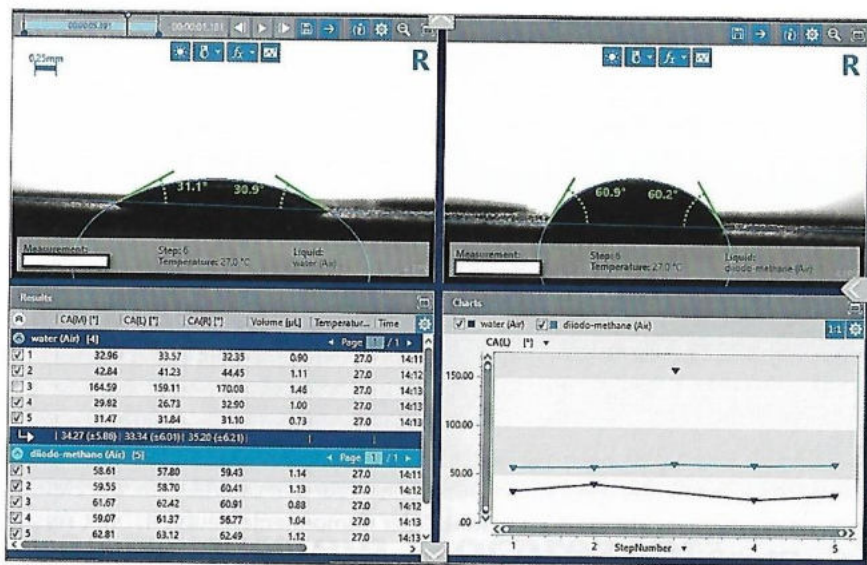 00:00:05.391 00:00:01.181
R
0.25mm
31.1° 30.9°
Measurement: Step: 6 Liquid:
Temperature: 27.0 °C water (Air)
R
60.9° 60.2°
Measurement: Step: 6 Liquid:
Temperature: 27.0 °C diiodo-methane (Air)
Results
CA(M) [°] CA(L) [°] CA(R) [°] Volume [µL] Temperatur... Time
water (Air) [4] Page 1 / 1
1 32.96 33.57 32.35 0.90 27.0 14:11
2 42.84 41.23 44.45 1.11 27.0 14:12
3 164.59 159.11 170.08 1.46 27.0 14:13
4 29.82 26.73 32.90 1.00 27.0 14:13
5 31.47 31.84 31.10 0.73 27.0 14:13
34.27 (±5.86) 33.34 (±6.01) 35.20 (±6.21)
diiodo-methane (Air) [5] Page 1 / 1
1 58.61 57.80 59.43 1.14 27.0 14:11
2 59.55 58.70 60.41 1.13 27.0 14:12
3 61.67 62.42 60.91 0.88 27.0 14:12
4 59.07 61.37 56.77 1.04 27.0 14:13
5 62.81 63.12 62.49 1.12 27.0 14:13
Charts
water (Air) diiodo-methane (Air) 1:1
CA(L) [°]
150.00
100.00
50.00
.00
1 2 StepNumber 4 5